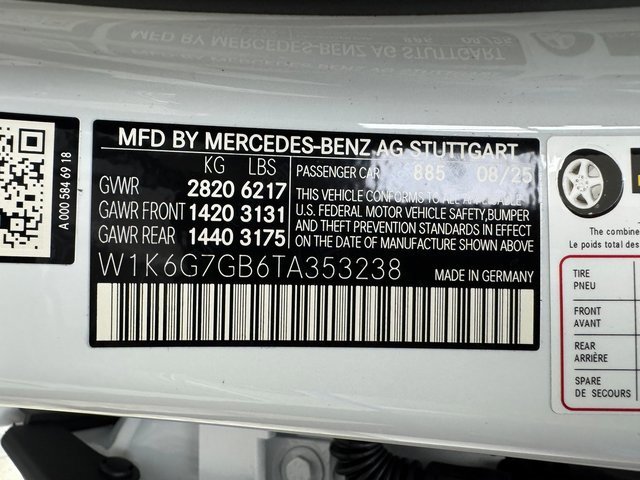 A 000 584 69 18
MFD BY MERCEDES-BENZ AG STUTTGART
KG LBS
PASSENGER CAR 885 08/25
GVWR 2820 6217
GAWR FRONT 1420 3131
GAWR REAR 1440 3175
THIS VEHICLE CONFORMS TO ALL APPLICABLE
U.S. FEDERAL MOTOR VEHICLE SAFETY,BUMPER
AND THEFT PREVENTION STANDARDS IN EFFECT
ON THE DATE OF MANUFACTURE SHOWN ABOVE.
W1K6G7GB6TA353238
MADE IN GERMANY
The com
Le poids
TIRE
PNEU
FRONT
AVANT
REAR
ARRIÈRE
SPARE
DE SECOURS